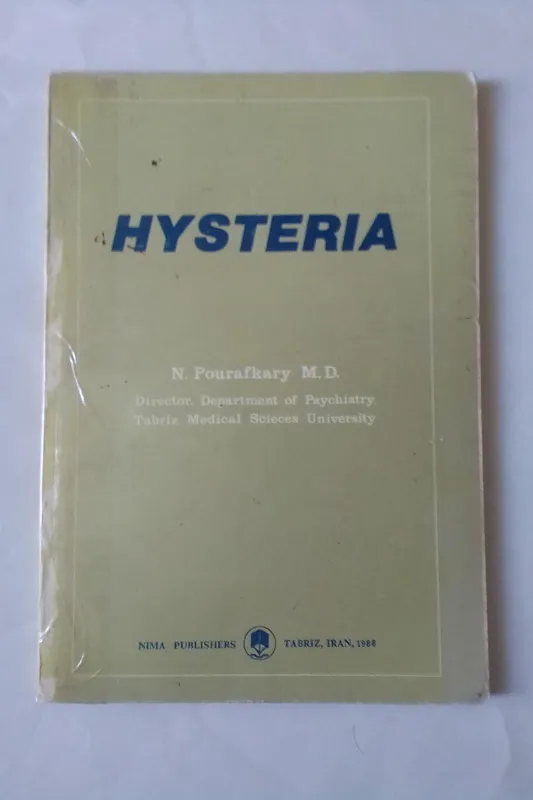 HYSTERIA
N. Pourafkary M.D.
Director, Department of Paychiatry,
Tabriz Medical Scieces University
NIMA PUBLISHERS TABRIZ, IRAN, 1988